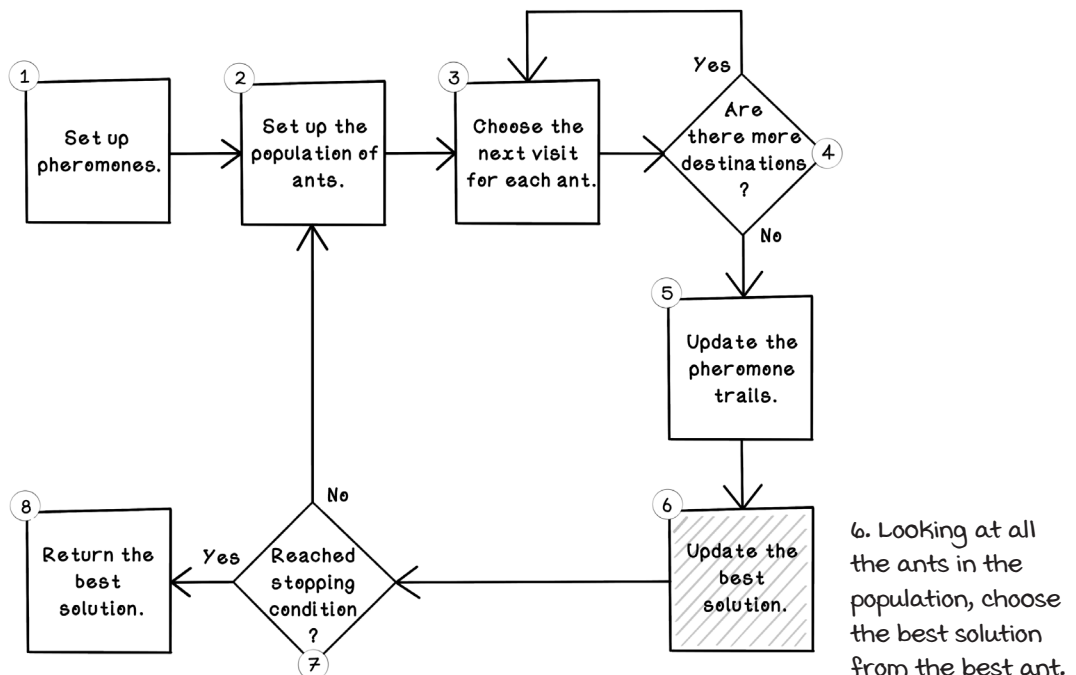 1
Set up
pheromones.
2
Set up the
population of
ants.
3
Choose the
next visit
for each ant.
Yes
Are
there more
destinations
?
4
No
5
Update the
pheromone
trails.
6
Update the
best
solution.
6. Looking at all
the ants in the
population, choose
the best solution
from the best ant.
No
Reached
stopping
condition
?
7
Yes
8
Return the
best
solution.